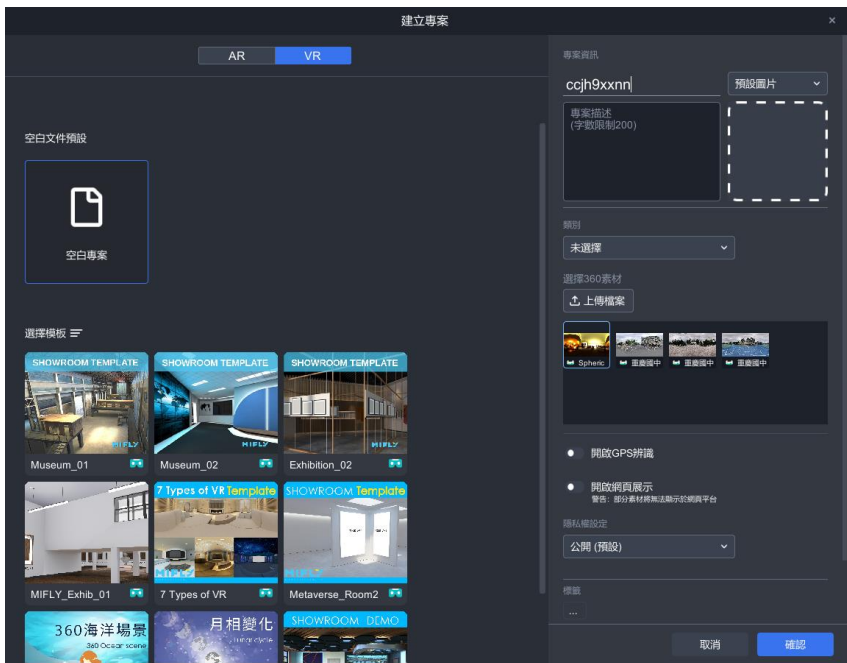 建立專案
×
AR VR
空白文件預設
空白專案
選擇模板
SHOWROOM TEMPLATE
MIFLY
Museum_01
SHOWROOM TEMPLATE
MIFLY
Museum_02
SHOWROOM TEMPLATE
MIFLY
Exhibition_02
MIFLY_Exhib_01
7 Types of VR Template
MIFLY
7 Types of VR
SHOWROOM Template
MIFLY
Metaverse_Room2
360海洋場景
360 Ocean scene
月相變化
Lunar cycle
SHOWROOM DEMO
專案資訊
ccjh9xxnn
預設圖片
專案描述
(字數限制200)
類別
未選擇
選擇360素材
上傳檔案
Spheric 重慶國中 重慶國中 重慶國中
開啟GPS辨識
開啟網頁展示
警告: 部分素材將無法顯示於網頁平台
隱私權設定
公開 (預設)
標籤
...
取消 確認